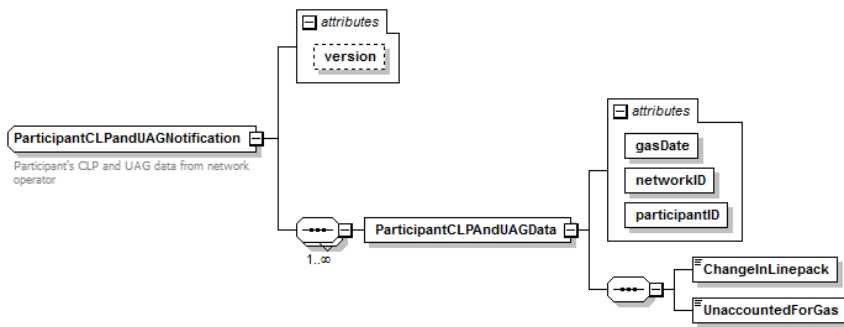 attributes
version
ParticipantCLPandUAGNotification
Participant's CLP and UAG data from network
operator
1..∞
ParticipantCLPAndUAGData
attributes
gasDate
networkID
participantID
ChangeInLinepack
UnaccountedForGas